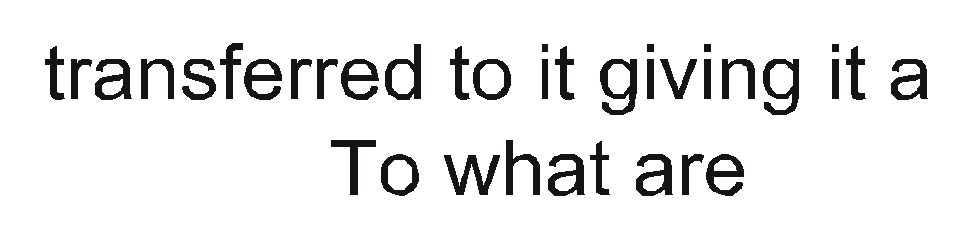 transferred to it giving it a
To what are